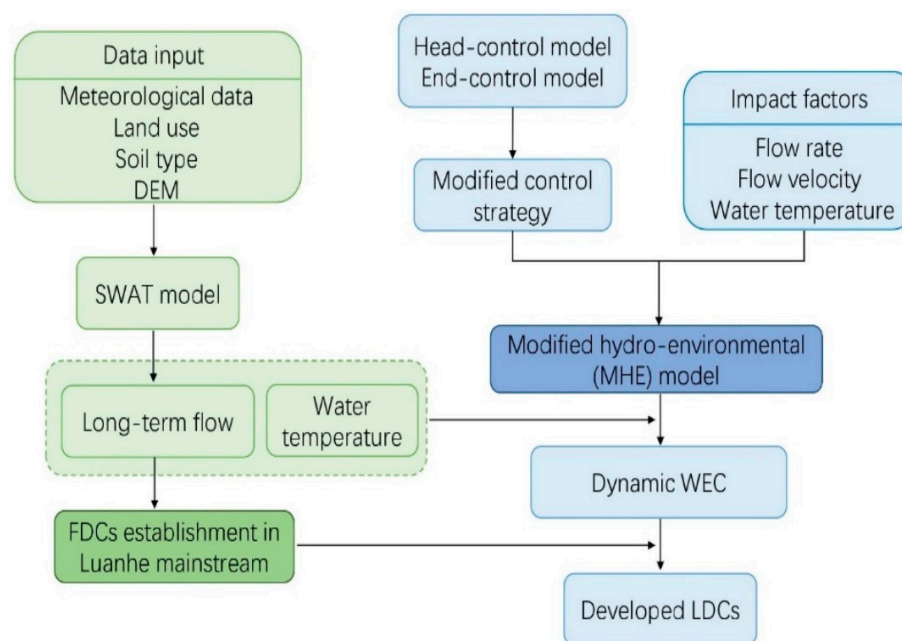 Data input
Meteorological data
Land use
Soil type
DEM
SWAT model
Long-term flow
Water
temperature
FDCs establishment in
Luanhe mainstream
Head-control model
End-control model
Modified control
strategy
Impact factors
Flow rate
Flow velocity
Water temperature
Modified hydro-environmental
(MHE) model
Dynamic WEC
Developed LDCs